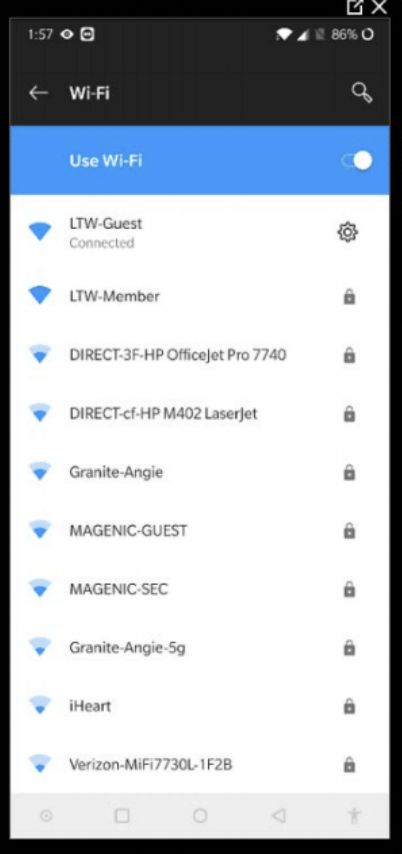 1:57 86%
Wi-Fi
Use Wi-Fi
LTW-Guest
Connected
LTW-Member
DIRECT-3F-HP OfficeJet Pro 7740
DIRECT-cf-HP M402 LaserJet
Granite-Angie
MAGENIC-GUEST
MAGENIC-SEC
Granite-Angie-5g
iHeart
Verizon-MiFi7730L-1F2B